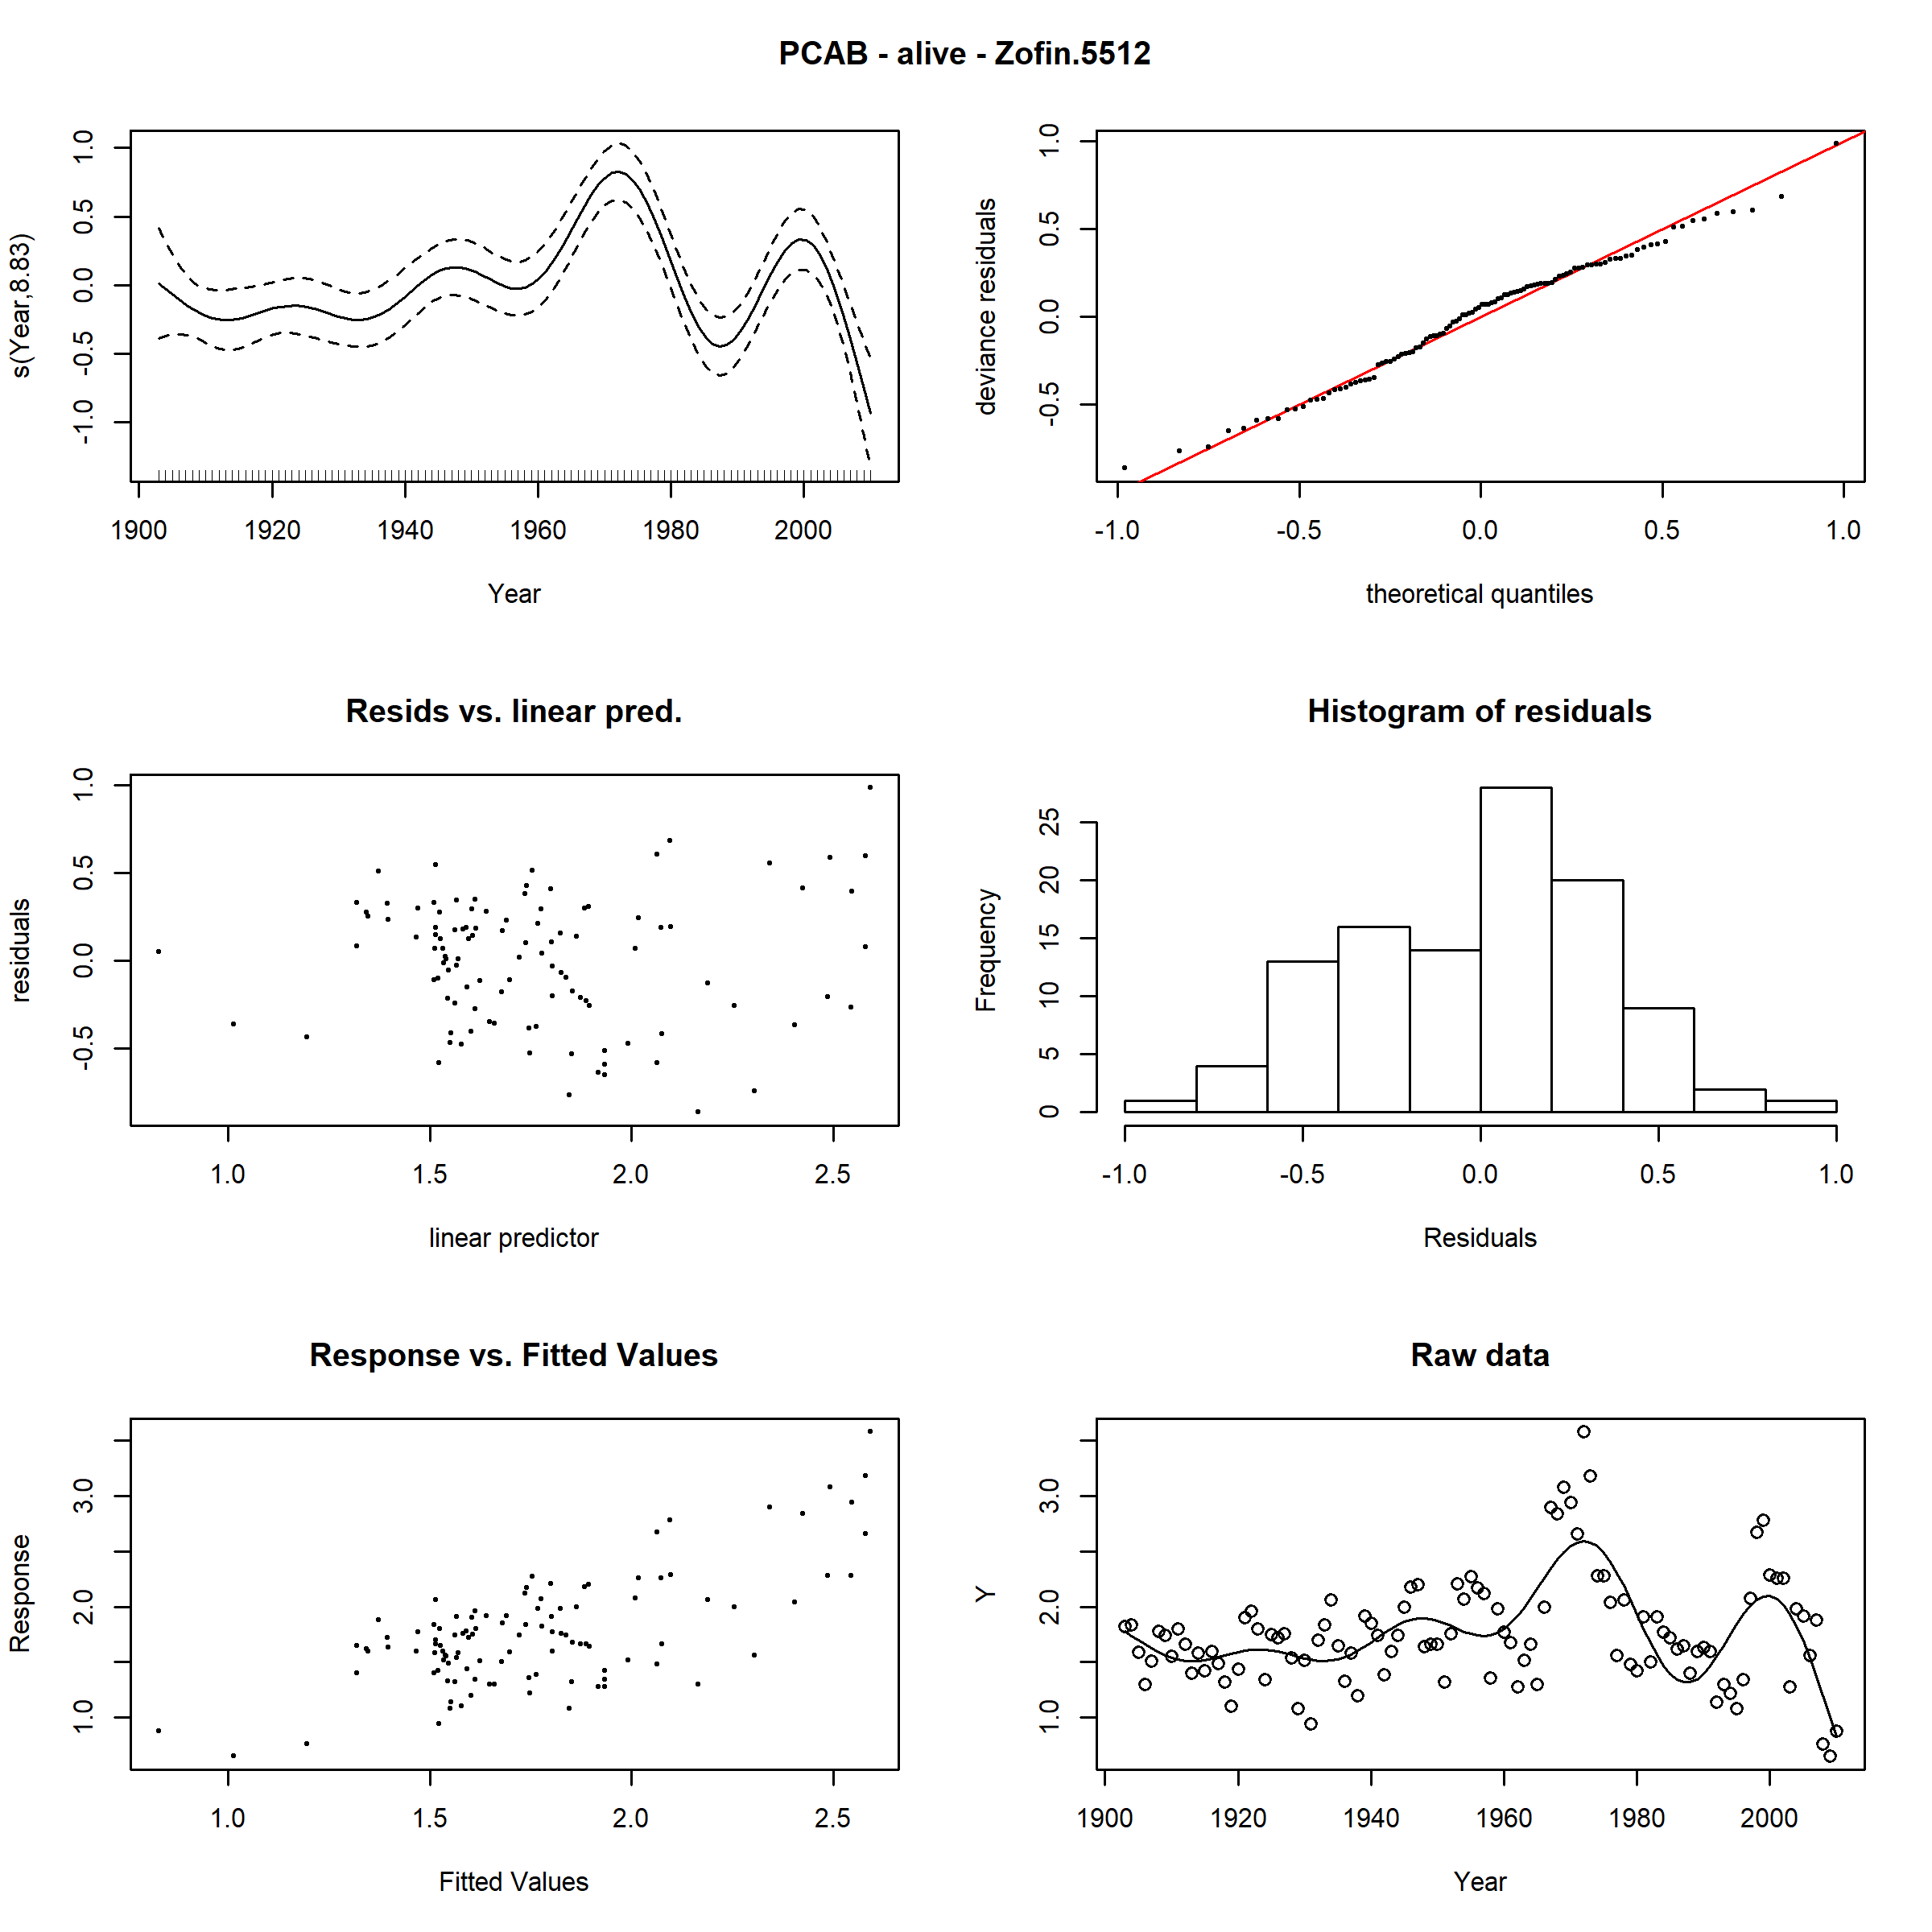 PCAB - alive - Zofin.5512
s(Year,8.83)
1.0
0.5
0.0
-0.5
-1.0
1900 1920 1940 1960 1980 2000
Year
deviance residuals
1.0
0.5
0.0
-0.5
-1.0 -0.5 0.0 0.5 1.0
theoretical quantiles
Resids vs. linear pred.
residuals
1.0
0.5
0.0
-0.5
1.0 1.5 2.0 2.5
linear predictor
Histogram of residuals
Frequency
25
20
15
10
5
0
-1.0 -0.5 0.0 0.5 1.0
Residuals
Response vs. Fitted Values
Response
3.0
2.0
1.0
1.0 1.5 2.0 2.5
Fitted Values
Raw data
Y
3.0
2.0
1.0
1900 1920 1940 1960 1980 2000
Year